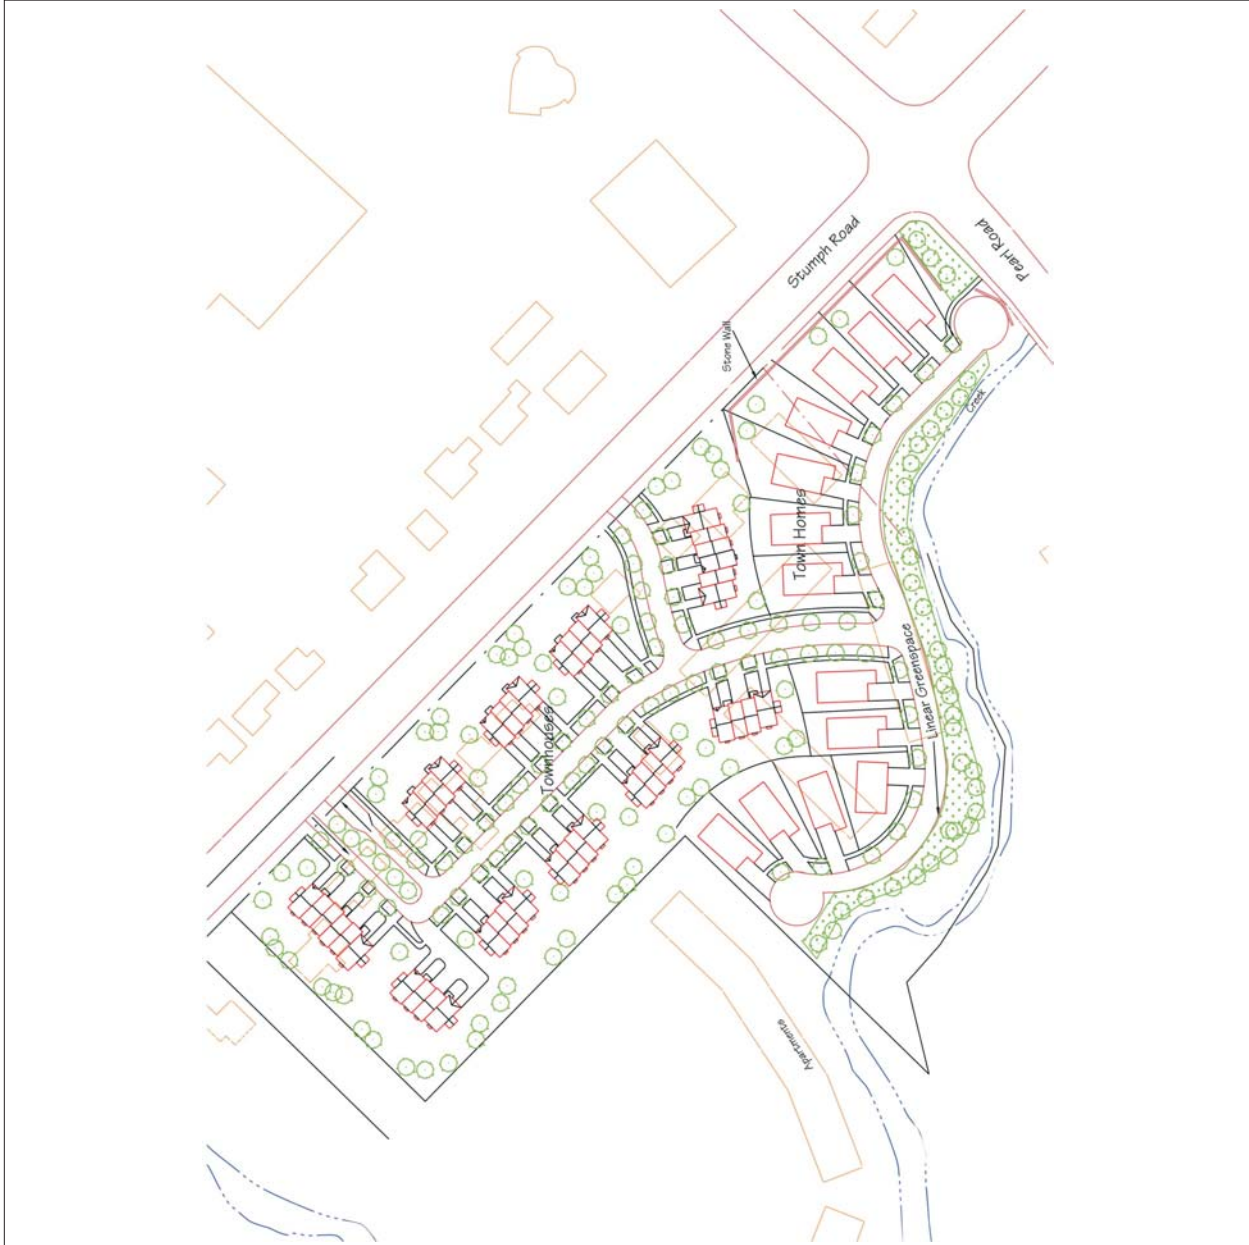 Stumph Road
Pearl Road
Stone Wall
Creek
Town Homes
Linear Greenspace
Townhouses
Apartments